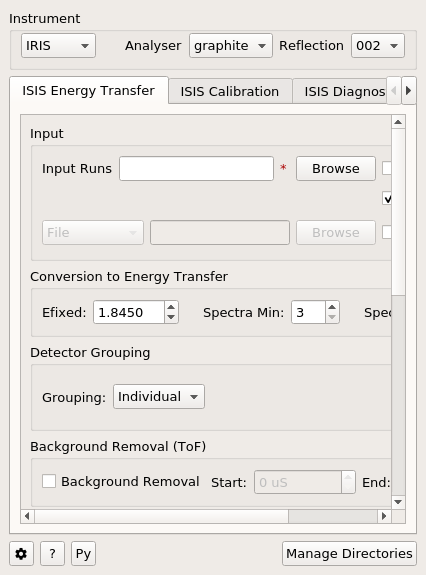 Instrument
IRIS Analyser graphite Reflection 002
ISIS Energy Transfer ISIS Calibration ISIS Diagnos
Input
Input Runs * Browse
File Browse
Conversion to Energy Transfer
Efixed: 1.8450 Spectra Min: 3 Spec
Detector Grouping
Grouping: Individual
Background Removal (ToF)
Background Removal Start: 0 uS End:
? Py Manage Directories